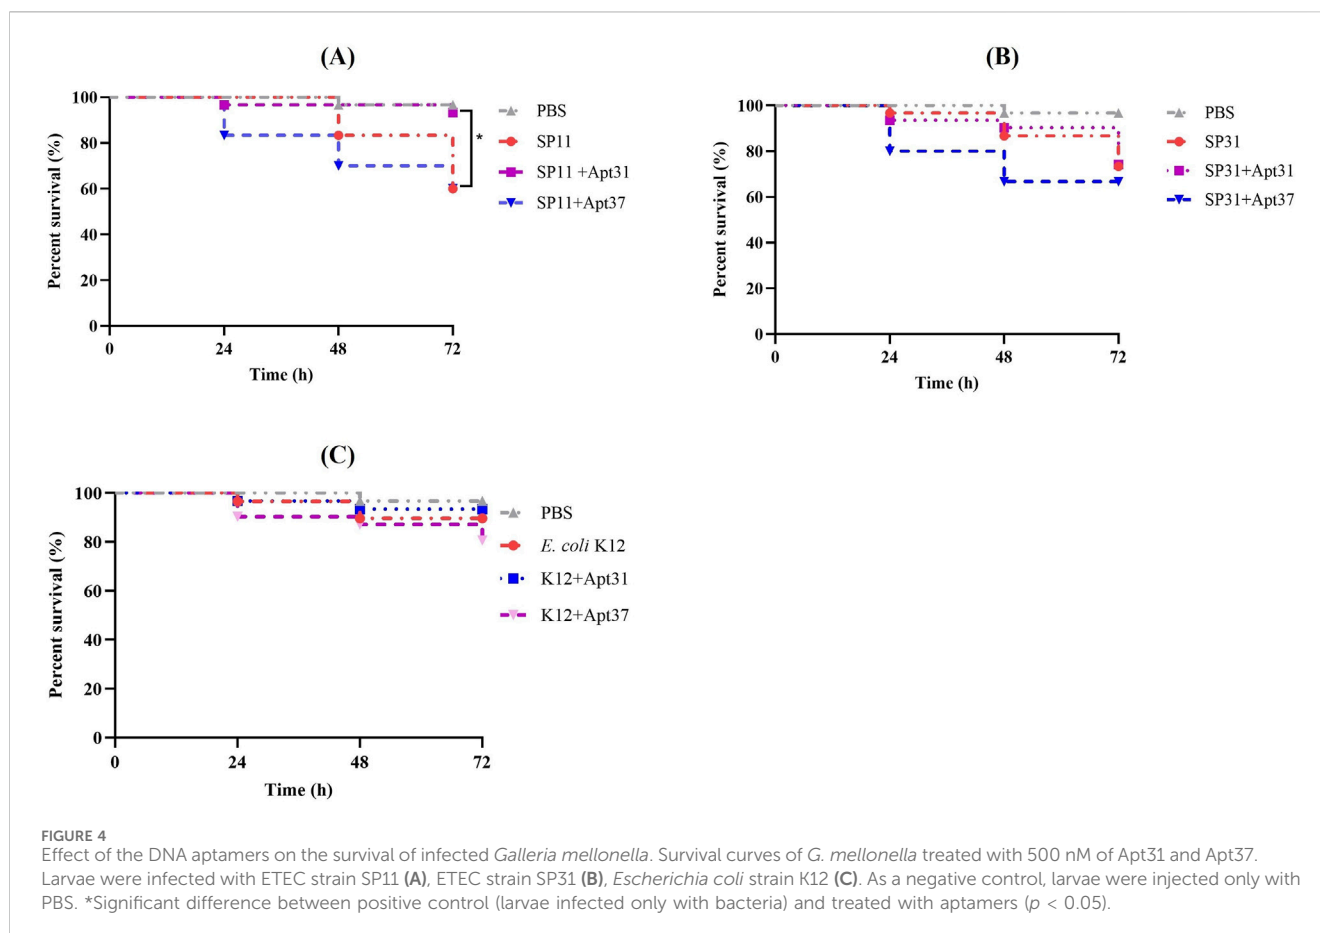 (A)
Percent survival (%)
100
80
60
40
20
0
0 24 48 72
Time (h)
*
PBS
SP11
SP11 +Apt31
SP11+Apt37
(B)
Percent survival (%)
100
80
60
40
20
0
0 24 48 72
Time (h)
PBS
SP31
SP31+Apt31
SP31+Apt37
(C)
Percent survival (%)
100
80
60
40
20
0
0 24 48 72
Time (h)
PBS
E. coli K12
K12+Apt31
K12+Apt37
FIGURE 4
Effect of the DNA aptamers on the survival of infected Galleria mellonella. Survival curves of G. mellonella treated with 500 nM of Apt31 and Apt37.
Larvae were infected with ETEC strain SP11 (A), ETEC strain SP31 (B), Escherichia coli strain K12 (C). As a negative control, larvae were injected only with
PBS. *Significant difference between positive control (larvae infected only with bacteria) and treated with aptamers (p < 0.05).